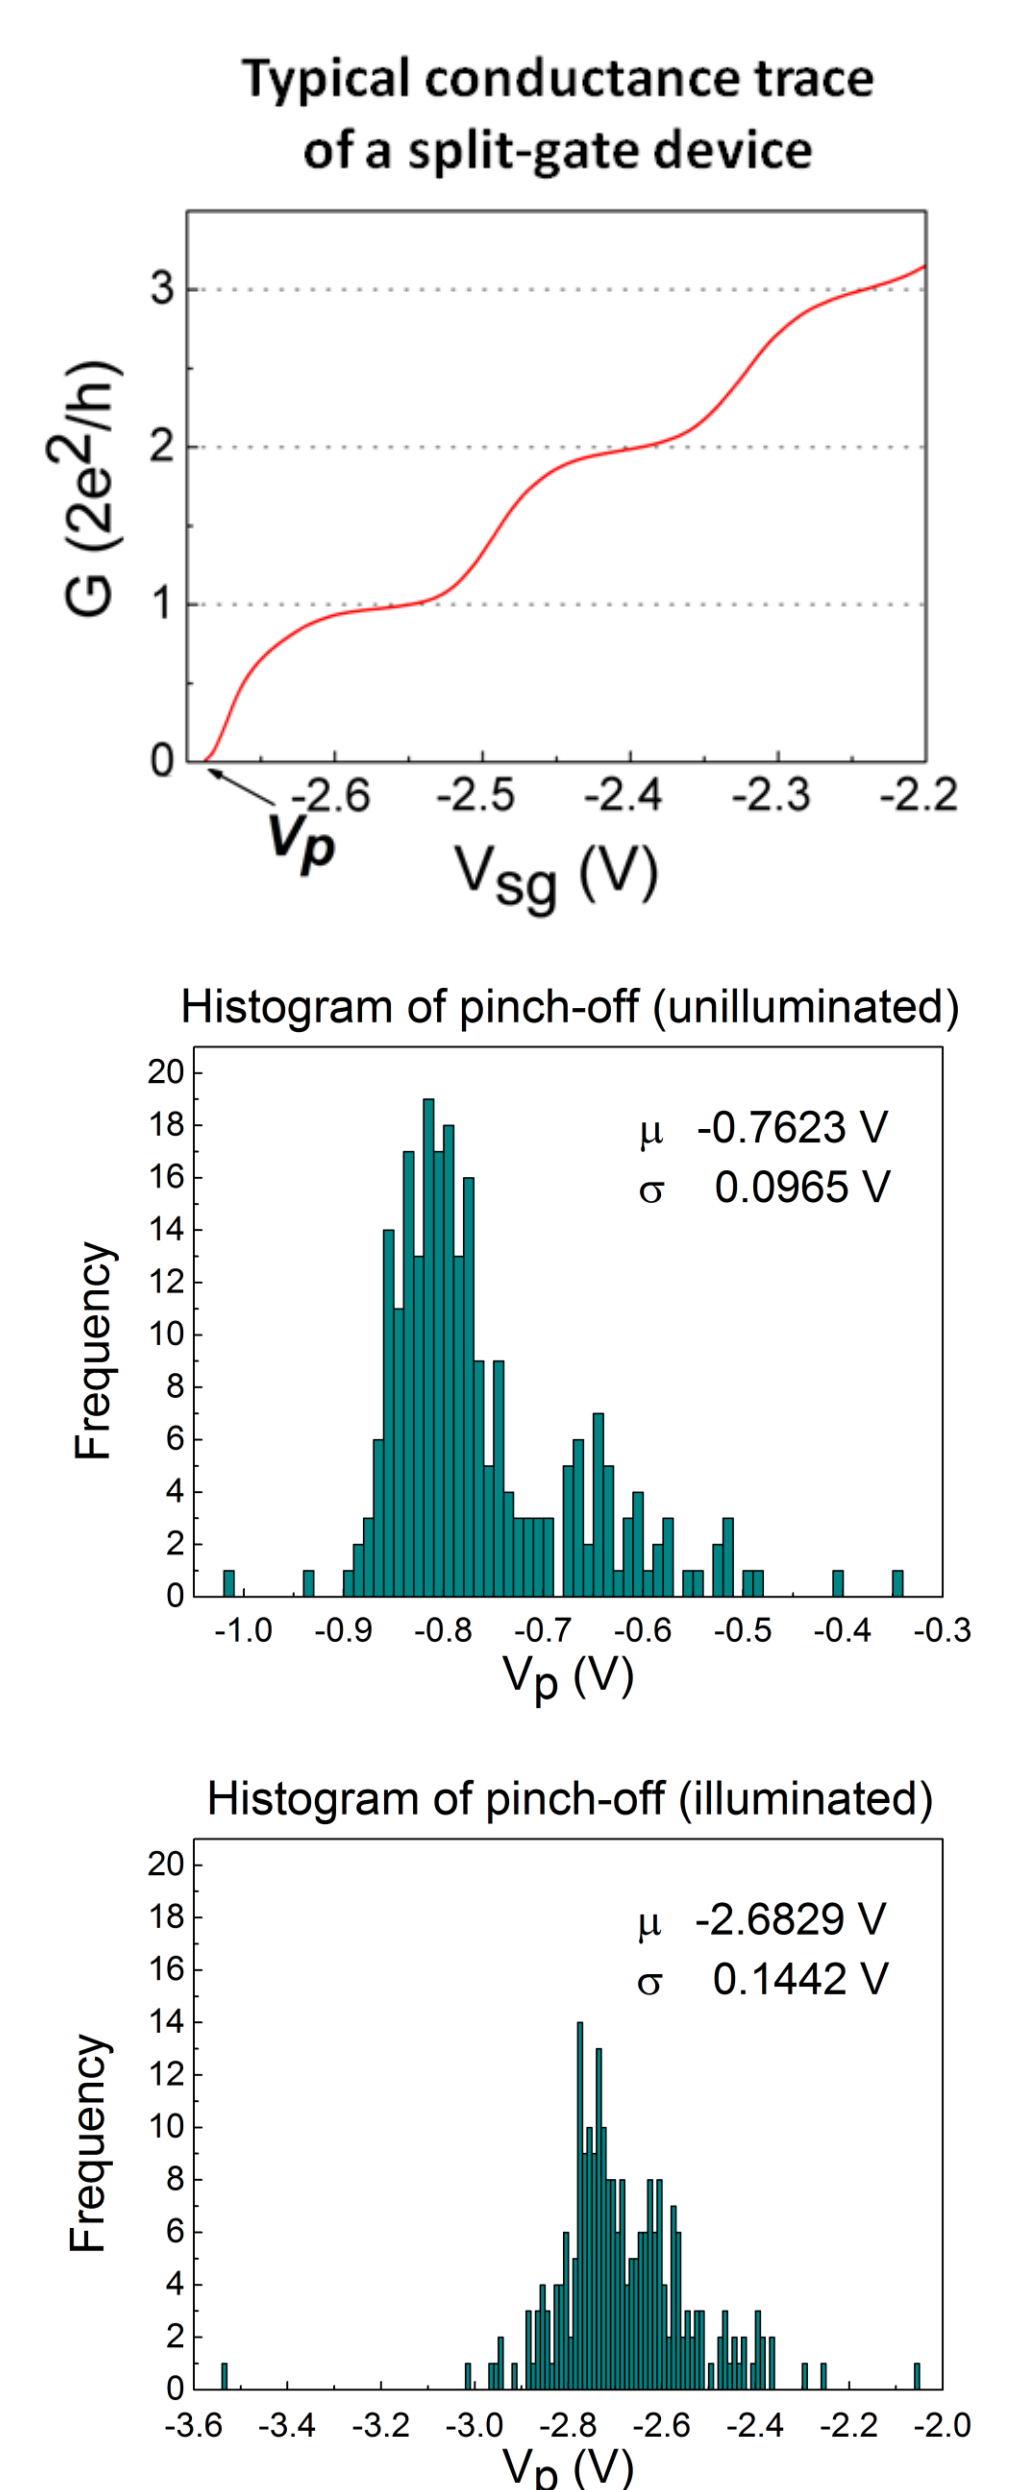 Typical conductance trace
of a split-gate device
3
2
1
0
G (2e²/h)
-2.6 -2.5 -2.4 -2.3 -2.2
Vp
Vsg (V)
Histogram of pinch-off (unilluminated)
20
18
16
14
12
10
8
6
4
2
0
Frequency
μ -0.7623 V
σ 0.0965 V
-1.0 -0.9 -0.8 -0.7 -0.6 -0.5 -0.4 -0.3
Vp (V)
Histogram of pinch-off (illuminated)
20
18
16
14
12
10
8
6
4
2
0
Frequency
μ -2.6829 V
σ 0.1442 V
-3.6 -3.4 -3.2 -3.0 -2.8 -2.6 -2.4 -2.2 -2.0
Vp (V)